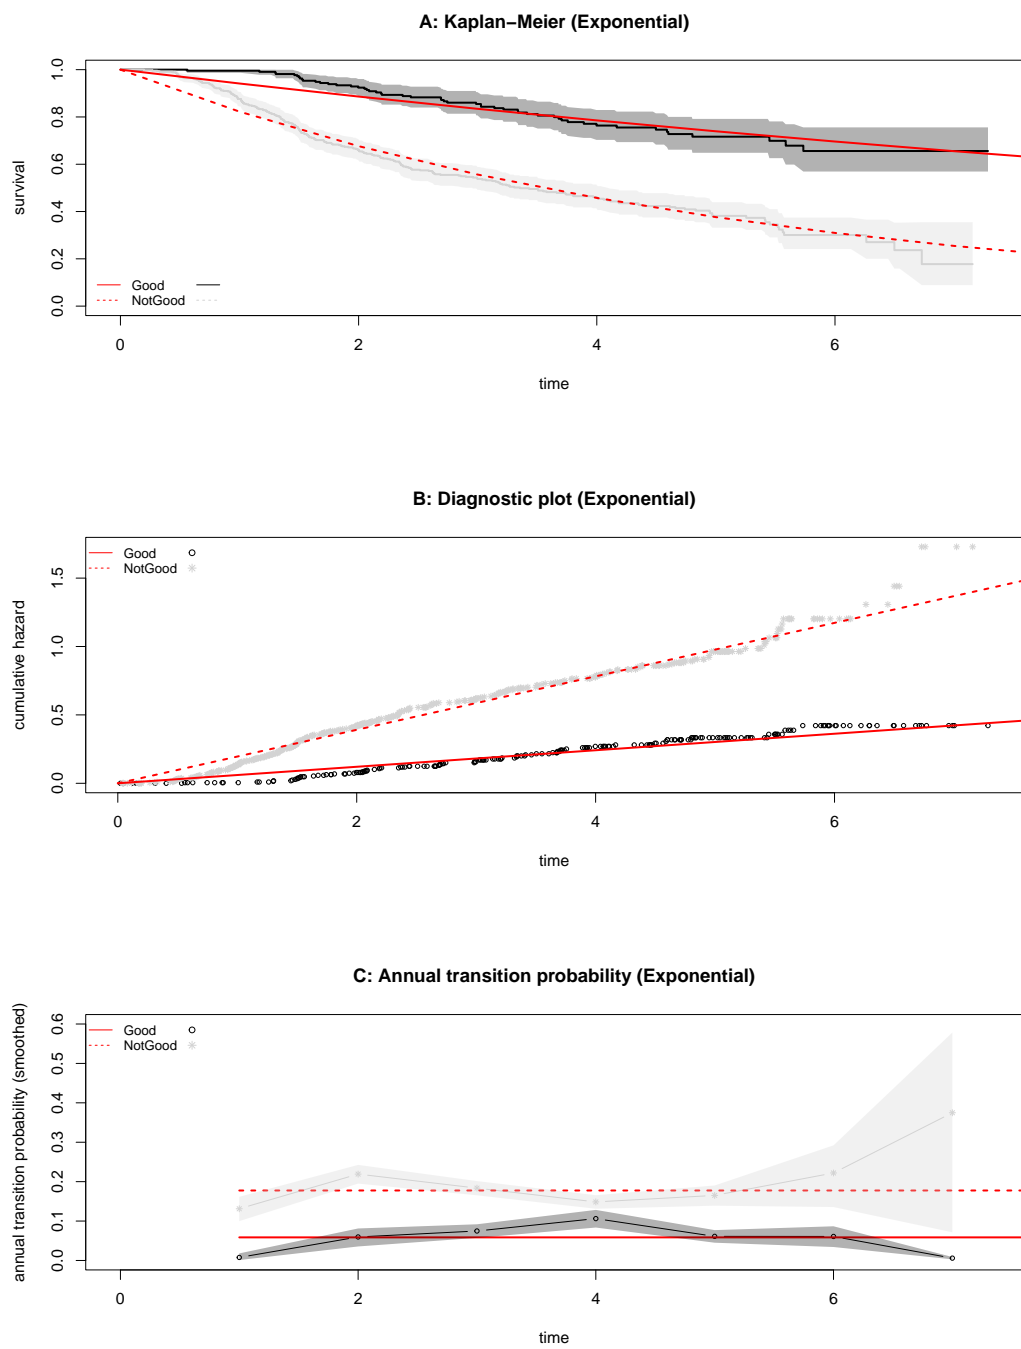 A: Kaplan−Meier (Exponential)
survival
0.0 0.2 0.4 0.6 0.8 1.0
Good
NotGood
0 2 4 6
time
B: Diagnostic plot (Exponential)
cumulative hazard
0.0 0.5 1.0 1.5
Good
NotGood
0 2 4 6
time
C: Annual transition probability (Exponential)
annual transition probability (smoothed)
0.0 0.1 0.2 0.3 0.4 0.5 0.6
Good
NotGood
0 2 4 6
time